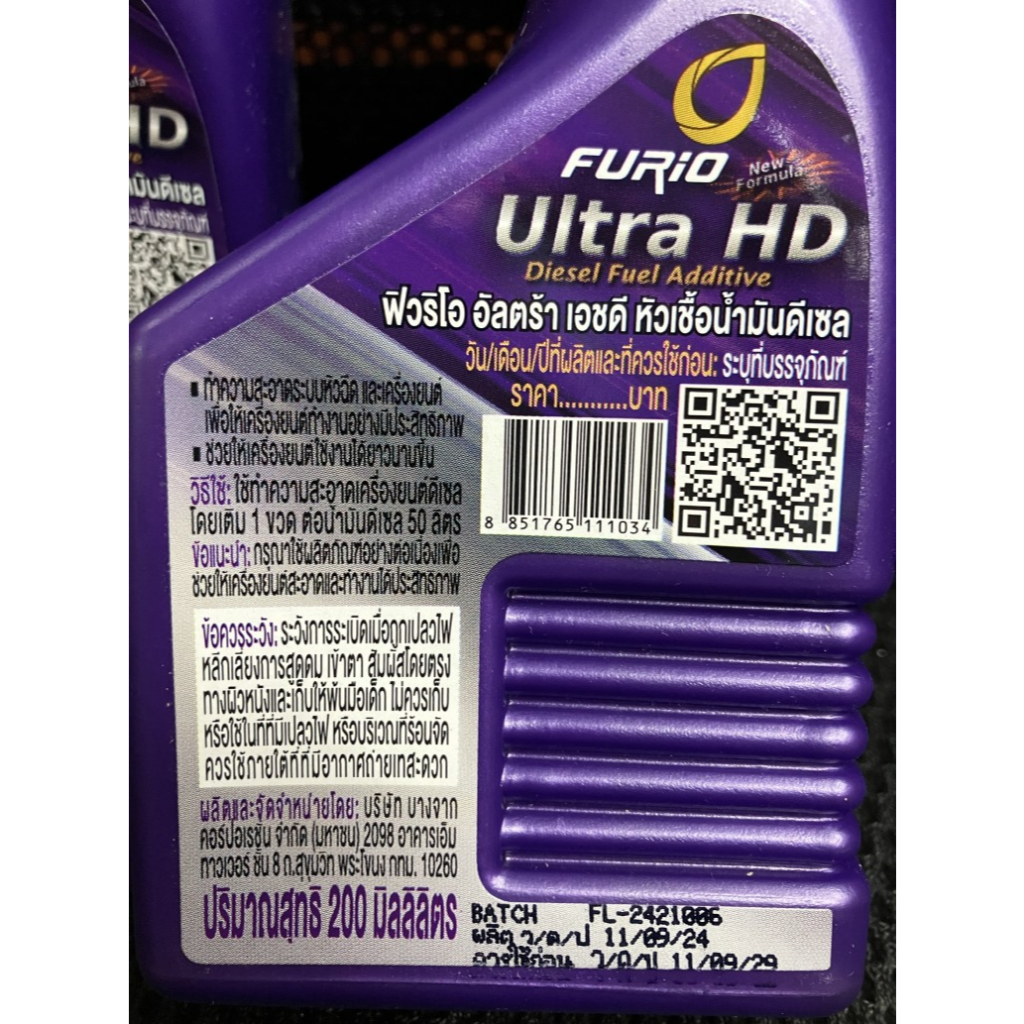 HD
FURiO
New
Formula
Ultra HD
Diesel Fuel Additive
ฟิวริโอ อัลตร้า เอชดี หัวเชื้อน้ำมันดีเซล
วัน/เดือน/ปีที่ผลิตและที่ควรใช้ก่อน: ระบุที่บรรจุภัณฑ์
ราคา...........บาท
8 851765 111034
▪ ทำความสะอาดระบบหัวฉีด และเครื่องยนต์
เพื่อให้เครื่องยนต์ทำงานอย่างมีประสิทธิภาพ
▪ ช่วยให้เครื่องยนต์ใช้งานได้ยาวนานขึ้น
วิธีใช้: ใช้ทำความสะอาดเครื่องยนต์ดีเซล
โดยเติม 1 ขวด ต่อน้ำมันดีเซล 50 ลิตร
ข้อแนะนำ: กรุณาใช้ผลิตภัณฑ์อย่างต่อเนื่องเพื่อ
ช่วยให้เครื่องยนต์สะอาดและทำงานได้ประสิทธิภาพ
ข้อควรระวัง: ระวังการระเบิดเมื่อถูกเปลวไฟ
หลีกเลี่ยงการสูดดม เข้าตา สัมผัสโดยตรง
ทางผิวหนังและเก็บให้พ้นมือเด็ก ไม่ควรเก็บ
หรือใช้ในที่ที่มีเปลวไฟ หรือบริเวณที่ร้อนจัด
ควรใช้ภายใต้ที่ที่มีอากาศถ่ายเทสะดวก
ผลิตและจัดจำหน่ายโดย: บริษัท บางจาก
คอร์ปอเรชั่น จำกัด (มหาชน) 2098 อาคารเอ็ม
ทาวเวอร์ ชั้น 8 ถ.สุขุมวิท พระโขนง กทม. 10260
ปริมาณสุทธิ 200 มิลลิลิตร
BATCH FL-2421006
ผลิต ว/ด/ป 11/09/24
ควรใช้ก่อน ว/ด/ป 11/09/29